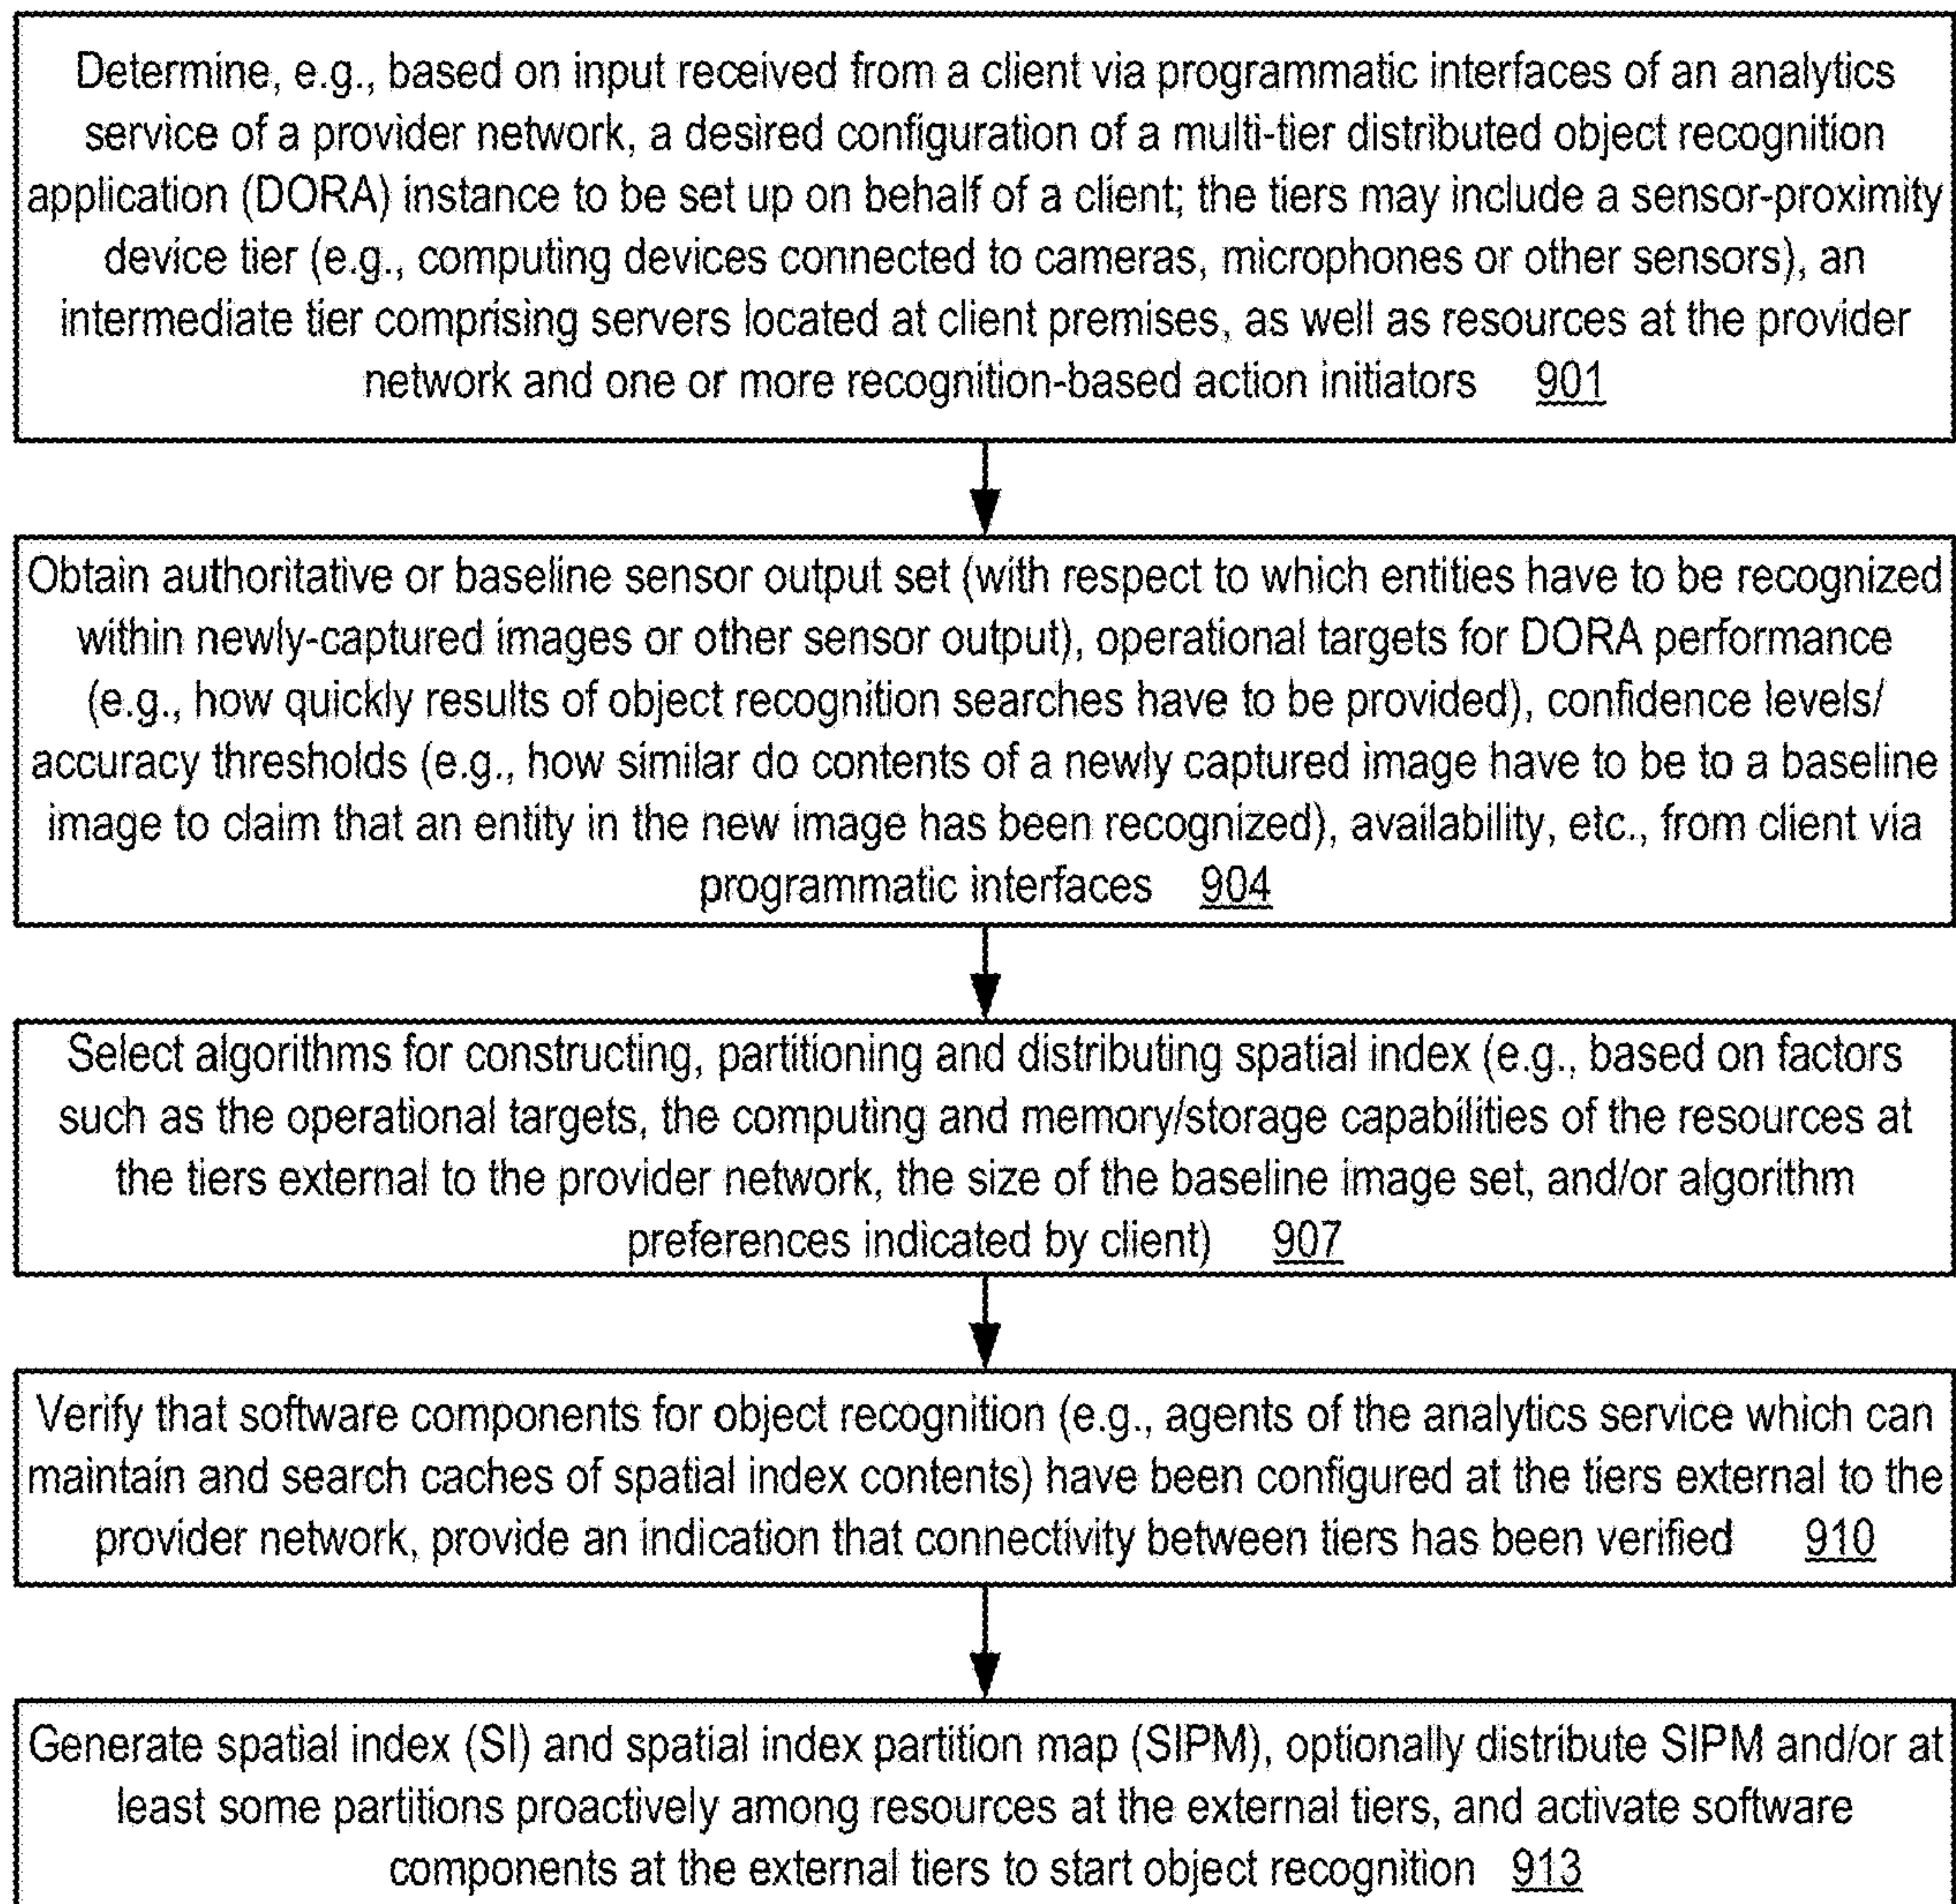 Determine, e.g., based on input received from a client via programmatic interfaces of an analytics
service of a provider network, a desired configuration of a multi-tier distributed object recognition
application (DORA) instance to be set up on behalf of a client; the tiers may include a sensor-proximity
device tier (e.g., computing devices connected to cameras, microphones or other sensors), an
intermediate tier comprising servers located at client premises, as well as resources at the provider
network and one or more recognition-based action initiators 901
Obtain authoritative or baseline sensor output set (with respect to which entities have to be recognized
within newly-captured images or other sensor output), operational targets for DORA performance
(e.g., how quickly results of object recognition searches have to be provided), confidence levels/
accuracy thresholds (e.g., how similar do contents of a newly captured image have to be to a baseline
image to claim that an entity in the new image has been recognized), availability, etc., from client via
programmatic interfaces 904
Select algorithms for constructing, partitioning and distributing spatial index (e.g., based on factors
such as the operational targets, the computing and memory/storage capabilities of the resources at
the tiers external to the provider network, the size of the baseline image set, and/or algorithm
preferences indicated by client) 907
Verify that software components for object recognition (e.g., agents of the analytics service which can
maintain and search caches of spatial index contents) have been configured at the tiers external to the
provider network, provide an indication that connectivity between tiers has been verified 910
Generate spatial index (SI) and spatial index partition map (SIPM), optionally distribute SIPM and/or at
least some partitions proactively among resources at the external tiers, and activate software
components at the external tiers to start object recognition 913